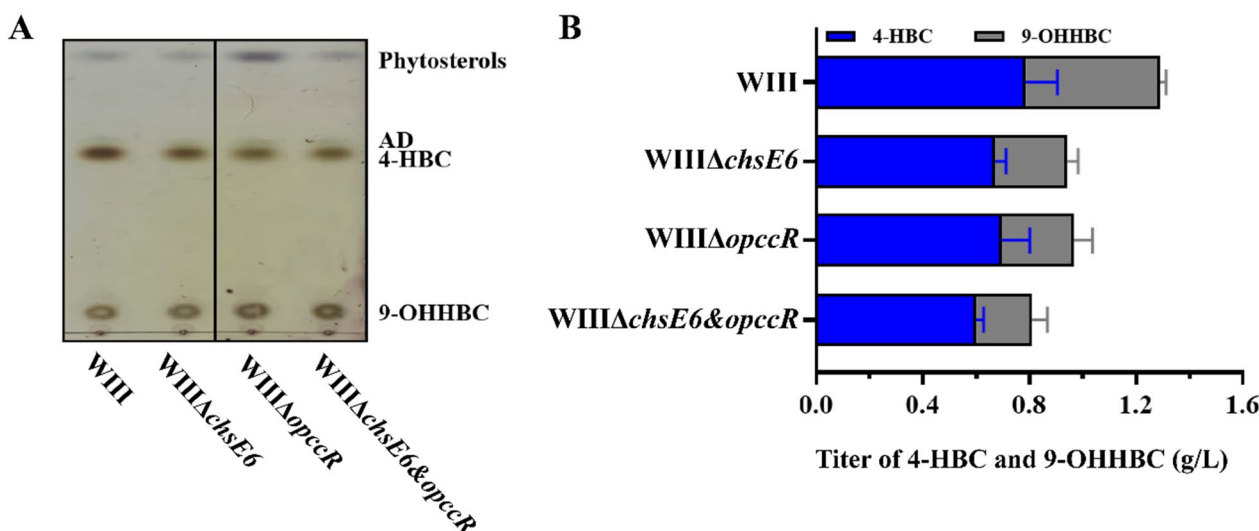 A
Phytosterols
AD
4-HBC
9-OHHBC
WIII
WIIIΔchsE6
WIIIΔopccR
WIIIΔchsE6&opccR
B
4-HBC 9-OHHBC
WIII
WIIIΔchsE6
WIIIΔopccR
WIIIΔchsE6&opccR
0.0 0.4 0.8 1.2 1.6
Titer of 4-HBC and 9-OHHBC (g/L)